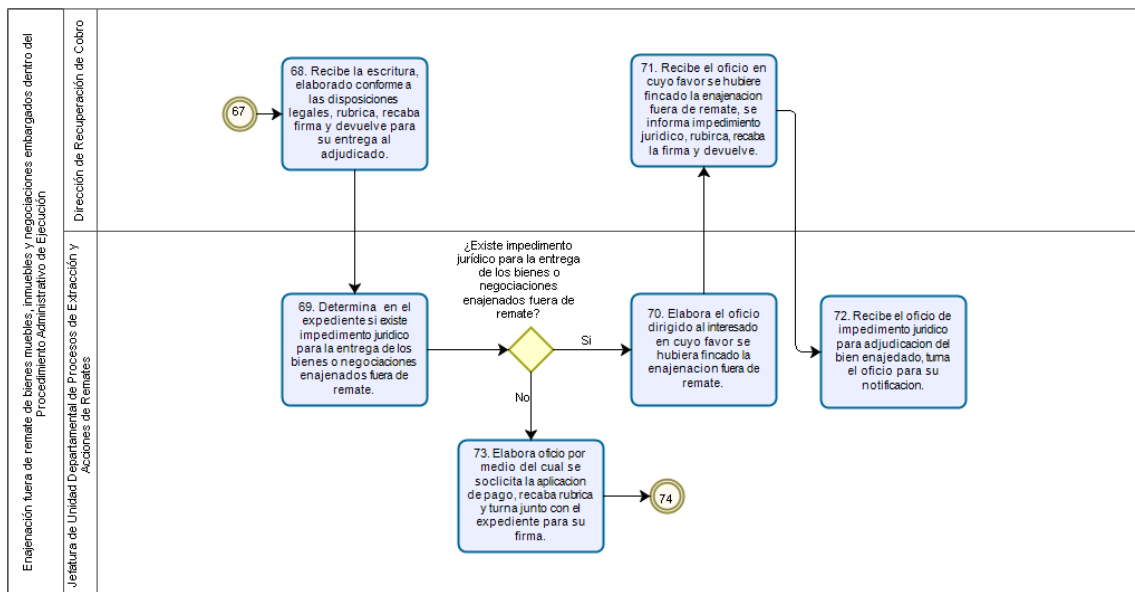 Enajenación fuera de remate de bienes muebles, inmuebles y negociaciones embargados dentro del
Procedimiento Administrativo de Ejecución
Dirección de Recuperación de Cobro
67
68. Recibe la escritura,
elaborado conforme a
las disposiciones
legales, rubrica, recaba
firma y devuelve para
su entrega al
adjudicado.
71. Recibe el oficio en
cuyo favor se hubiere
fincado la enajenacion
fuera de remate, se
informa impedimiento
juridico, rubirca, recaba
la firma y devuelve.
Jefatura de Unidad Departamental de Procesos de Extracción y
Acciones de Remates
69. Determina en el
expediente si existe
impedimento juridico
para la entrega de los
bienes o negociaciones
enajenados fuera de
remate.
¿Existe impedimento
jurídico para la entrega
de los bienes o
negociaciones
enajenados fuera de
remate?
Si
No
70. Elabora el oficio
dirigido al interesado
en cuyo favor se
hubiera fincado la
enajenacion fuera de
remate.
72. Recibe el oficio de
impedimento juridico
para adjudicacion del
bien enajedado, turna
el oficio para su
notificacion.
73. Elabora oficio por
medio del cual se
soclicita la aplicacion
de pago, recaba rubrica
y turna junto con el
expediente para su
firma.
74